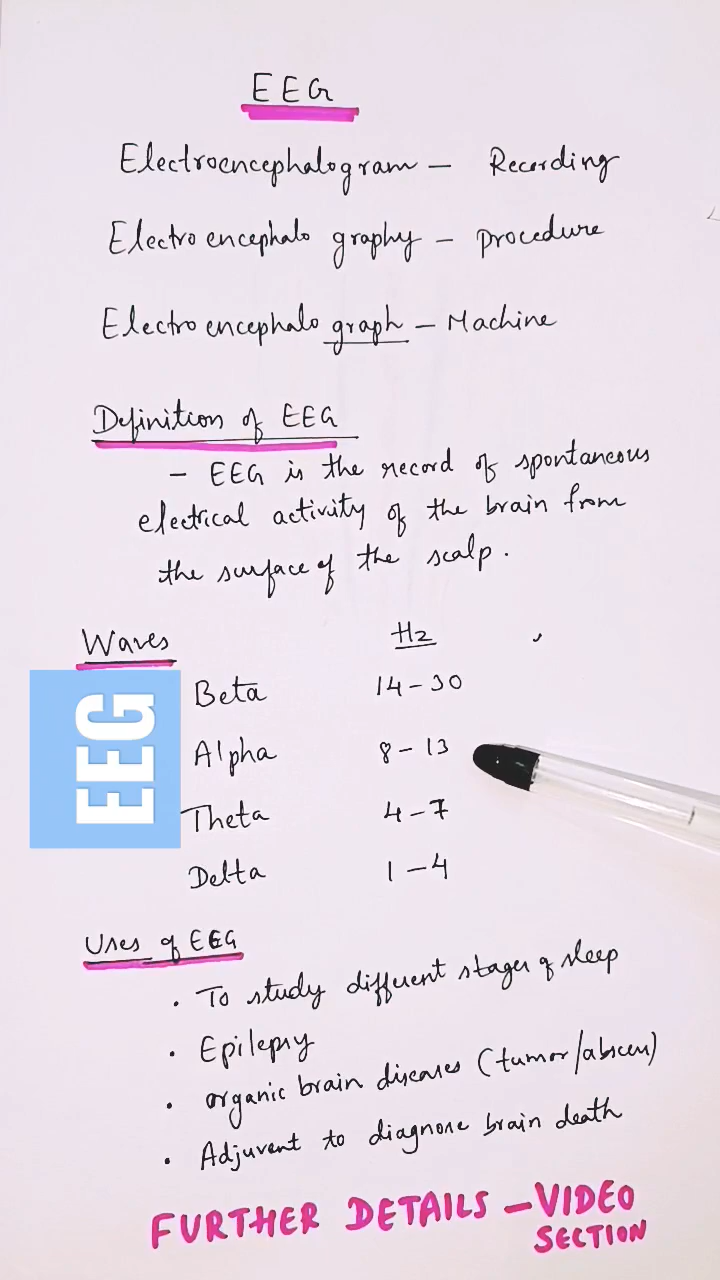 EEG
Electroencephalogram – Recording
Electro encephalo graphy – procedure
Electro encephalo graph – Machine
Definition of EEG
– EEG is the record of spontaneous
electrical activity of the brain from
the surface of the scalp.
Waves Hz
Beta 14-30
Alpha 8-13
Theta 4-7
Delta 1-4
EEG
Uses of EEG
• To study different stages of sleep
• Epilepsy
• organic brain diseases (tumor/abscess)
• Adjuvent to diagnose brain death
FURTHER DETAILS – VIDEO
SECTION